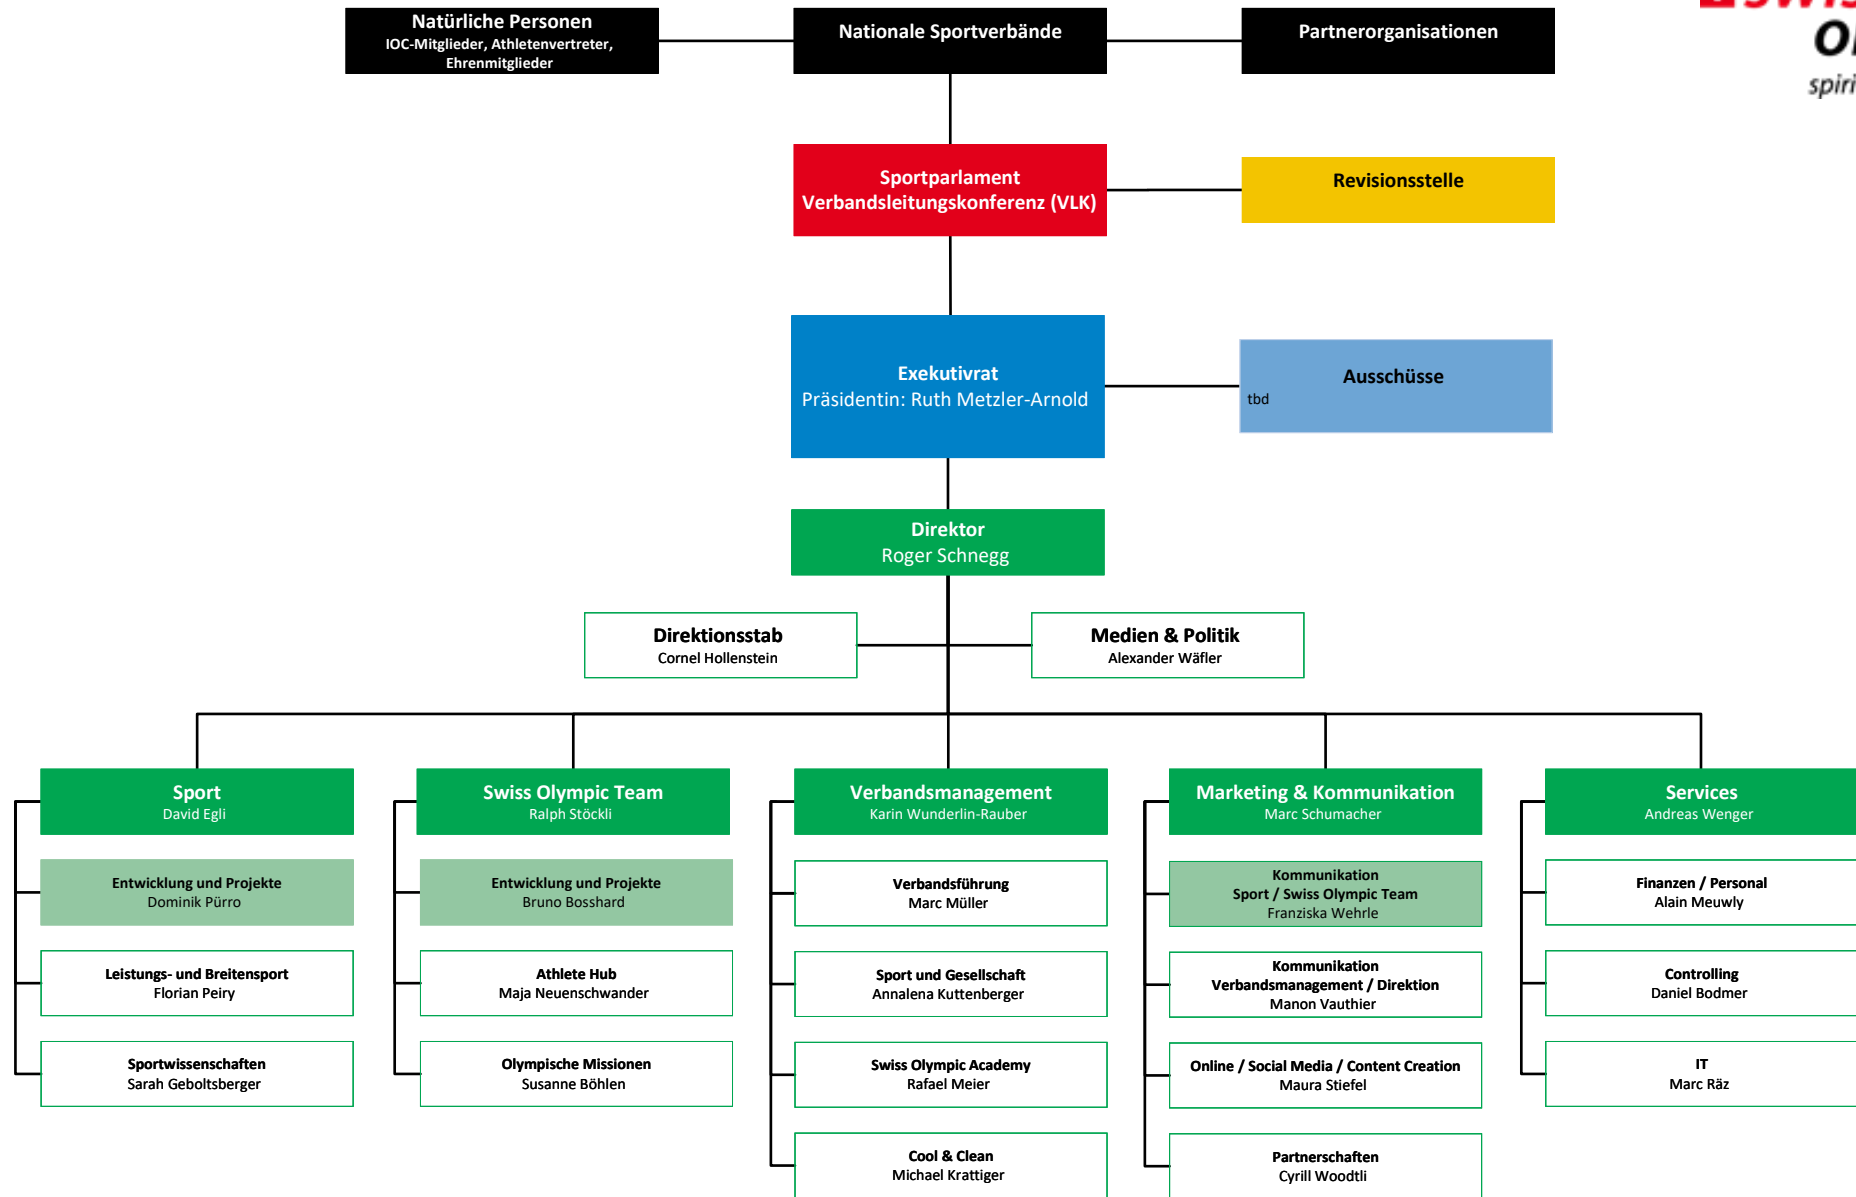 Natürliche Personen
IOC-Mitglieder, Athletenvertreter,
Ehrenmitglieder
Nationale Sportverbände
Partnerorganisationen
Sportparlament
Verbandsleitungskonferenz (VLK)
Revisionsstelle
Exekutivrat
Präsidentin: Ruth Metzler-Arnold
Ausschüsse
tbd
Direktor
Roger Schnegg
Direktionsstab
Cornel Hollenstein
Medien & Politik
Alexander Wäfler
Sport
David Egli
Entwicklung und Projekte
Dominik Pürro
Leistungs- und Breitensport
Florian Peiry
Sportwissenschaften
Sarah Geboltsberger
Swiss Olympic Team
Ralph Stöckli
Entwicklung und Projekte
Bruno Bosshard
Athlete Hub
Maja Neuenschwander
Olympische Missionen
Susanne Böhlen
Verbandsmanagement
Karin Wunderlin-Rauber
Verbandsführung
Marc Müller
Sport und Gesellschaft
Annalena Kuttenberger
Swiss Olympic Academy
Rafael Meier
Cool & Clean
Michael Krattiger
Marketing & Kommunikation
Marc Schumacher
Kommunikation
Sport / Swiss Olympic Team
Franziska Wehrle
Kommunikation
Verbandsmanagement / Direktion
Manon Vauthier
Online / Social Media / Content Creation
Maura Stiefel
Partnerschaften
Cyrill Woodtli
Services
Andreas Wenger
Finanzen / Personal
Alain Meuwly
Controlling
Daniel Bodmer
IT
Marc Räz